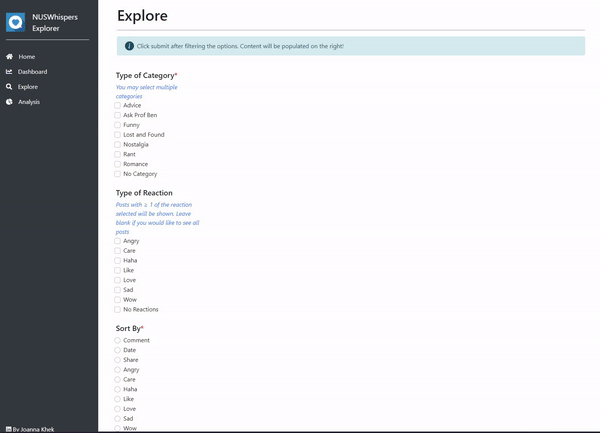 NUSWhispers
Explorer
Home
Dashboard
Explore
Analysis
By Joanna Khek
Explore
Click submit after filtering the options. Content will be populated on the right!
Type of Category*
You may select multiple
categories
Advice
Ask Prof Ben
Funny
Lost and Found
Nostalgia
Rant
Romance
No Category
Type of Reaction
Posts with ≥ 1 of the reaction
selected will be shown. Leave
blank if you would like to see all
posts
Angry
Care
Haha
Like
Love
Sad
Wow
No Reactions
Sort By*
Comment
Date
Share
Angry
Care
Haha
Like
Love
Sad
Wow